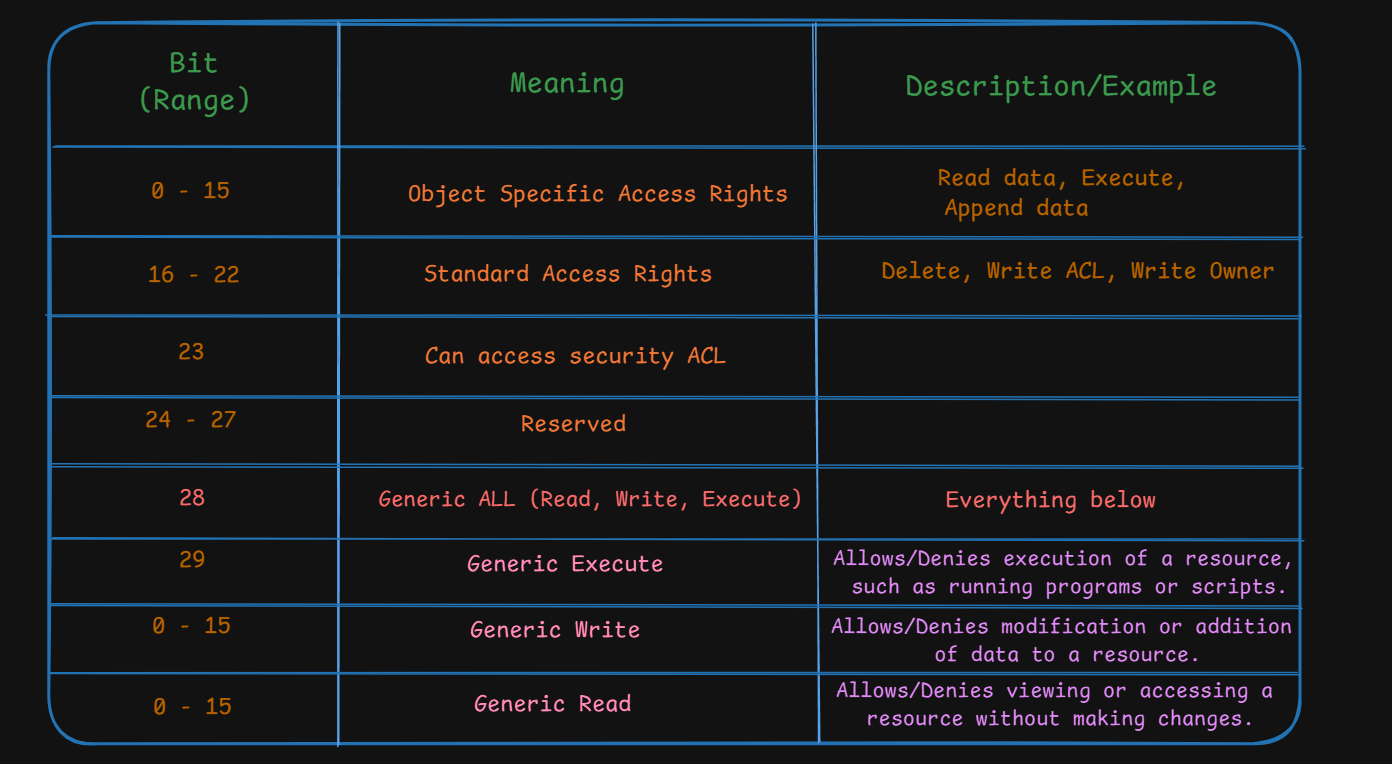 Bit
(Range)
Meaning
Description/Example
0 - 15
Object Specific Access Rights
Read data, Execute,
Append data
16 - 22
Standard Access Rights
Delete, Write ACL, Write Owner
23
Can access security ACL
24 - 27
Reserved
28
Generic ALL (Read, Write, Execute)
Everything below
29
Generic Execute
Allows/Denies execution of a resource,
such as running programs or scripts.
0 - 15
Generic Write
Allows/Denies modification or addition
of data to a resource.
0 - 15
Generic Read
Allows/Denies viewing or accessing a
resource without making changes.